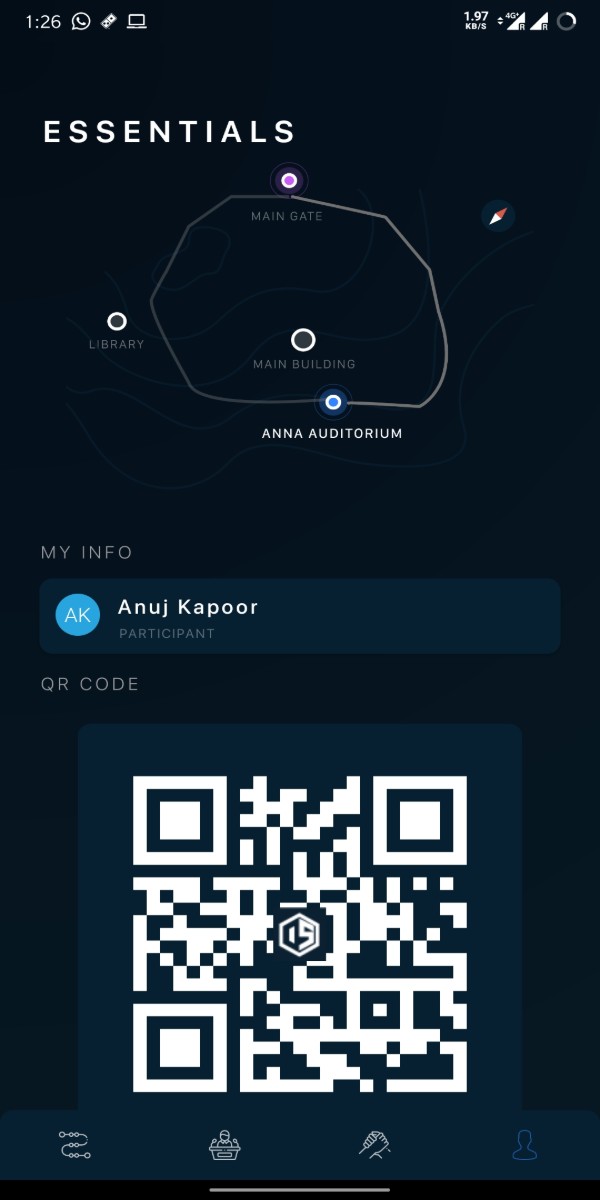 1:26
1.97
KB/S
4G+
R
R
ESSENTIALS
MAIN GATE
LIBRARY
MAIN BUILDING
ANNA AUDITORIUM
MY INFO
AK
Anuj Kapoor
PARTICIPANT
QR CODE